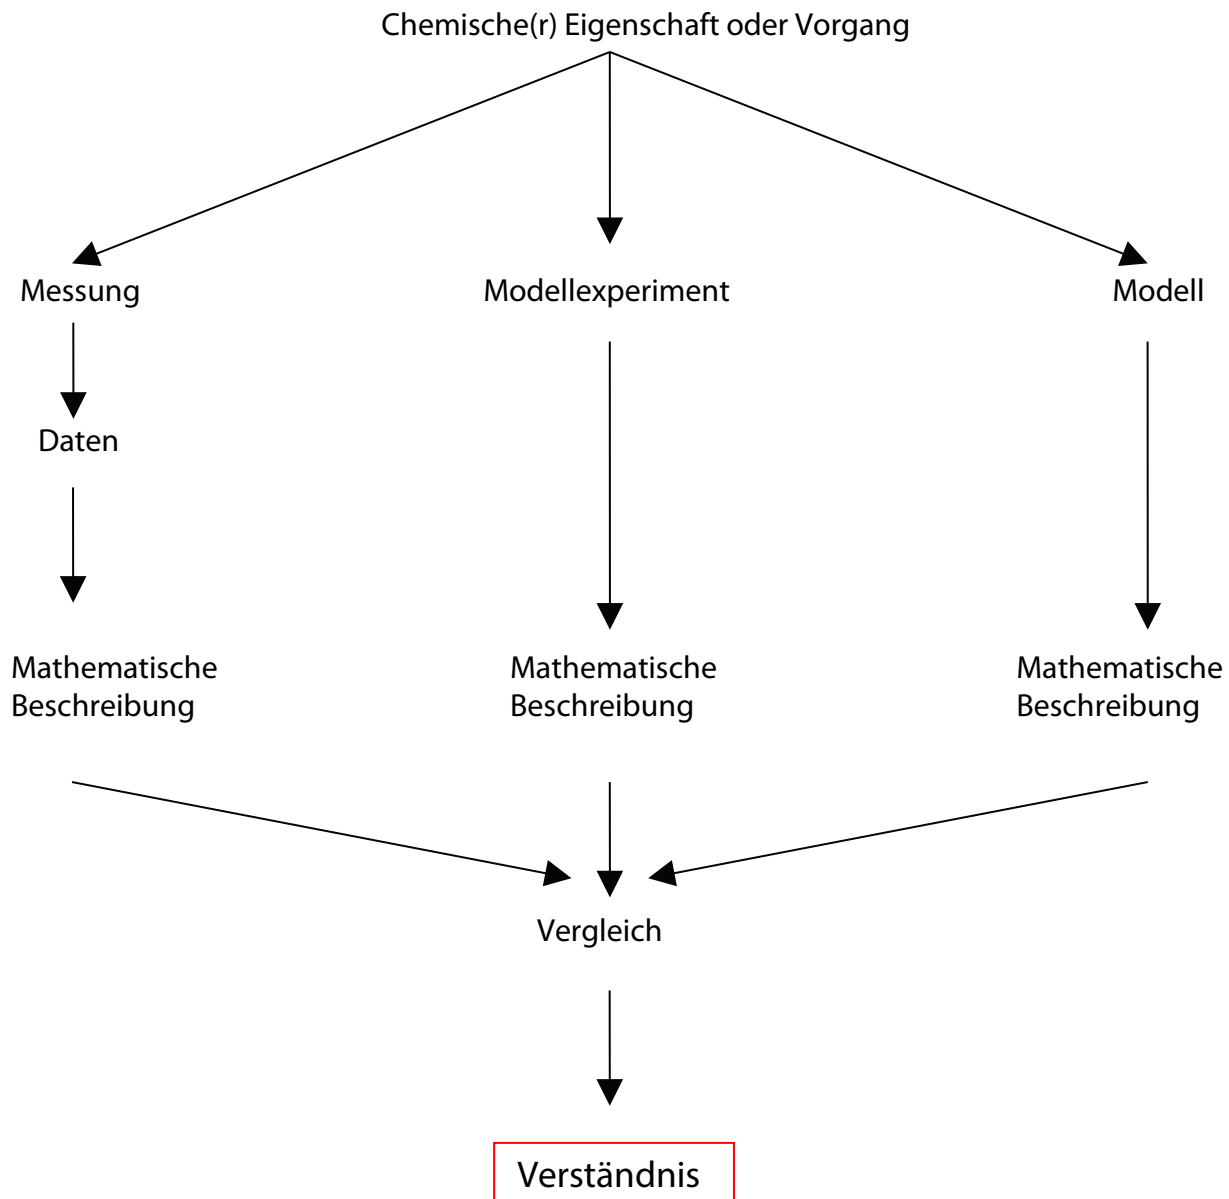 Chemische(r) Eigenschaft oder Vorgang
Messung
Modellexperiment
Modell
Daten
Mathematische
Beschreibung
Mathematische
Beschreibung
Mathematische
Beschreibung
Vergleich
Verständnis